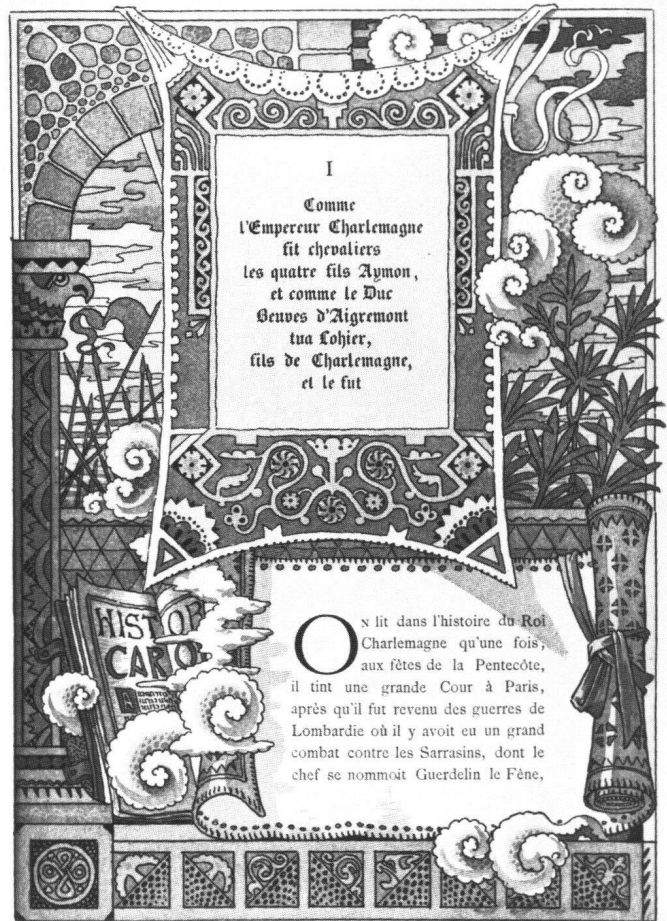 I
Comme
l'Empereur Charlemagne
fit chevaliers
les quatre fils Aymon,
et comme le Duc
Beuves d'Aigremont
tua Lohier,
fils de Charlemagne,
et le fut
HISTOR
CARO
ON lit dans l'histoire du Roi
Charlemagne qu'une fois,
aux fêtes de la Pentecôte,
il tint une grande Cour à Paris,
après qu'il fut revenu des guerres de
Lombardie où il y avoit eu un grand
combat contre les Sarrasins, dont le
chef se nommoit Guerdelin le Fêne,